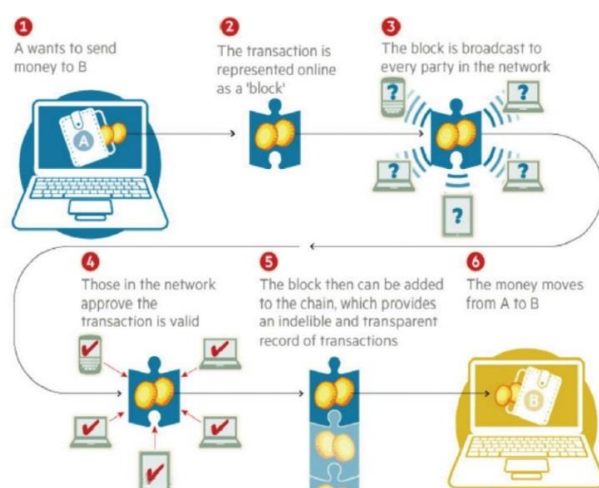 1
A wants to send
money to B
2
The transaction is
represented online
as a 'block'
3
The block is broadcast to
every party in the network
A
?
?
?
?
?
4
Those in the network
approve the
transaction is valid
5
The block then can be added
to the chain, which provides
an indelible and transparent
record of transactions
6
The money moves
from A to B
B